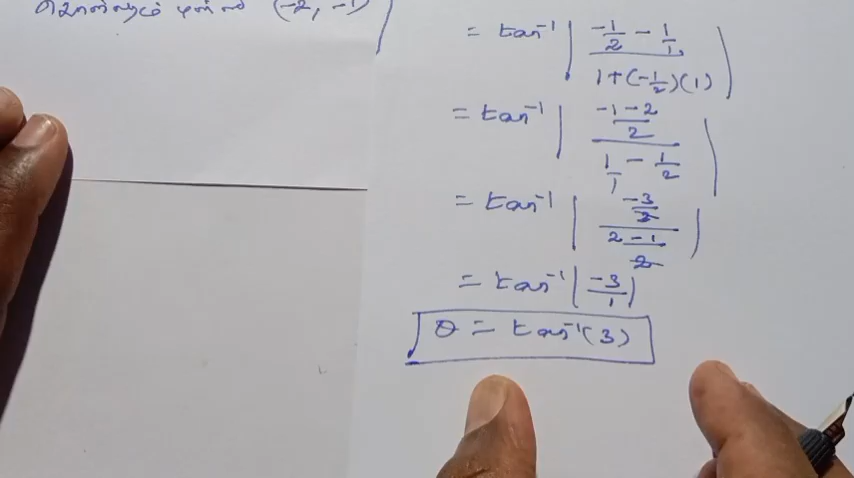 (-2, -1)
= tan⁻¹ | (-1/2 - 1/1) / (1+(-1/2)(1)) |
= tan⁻¹ | ((-1-2)/2) / (1/1 - 1/2) |
= tan⁻¹ | (-3/2) / ((2-1)/2) |
= tan⁻¹ | -3/1 |
θ = tan⁻¹(3)